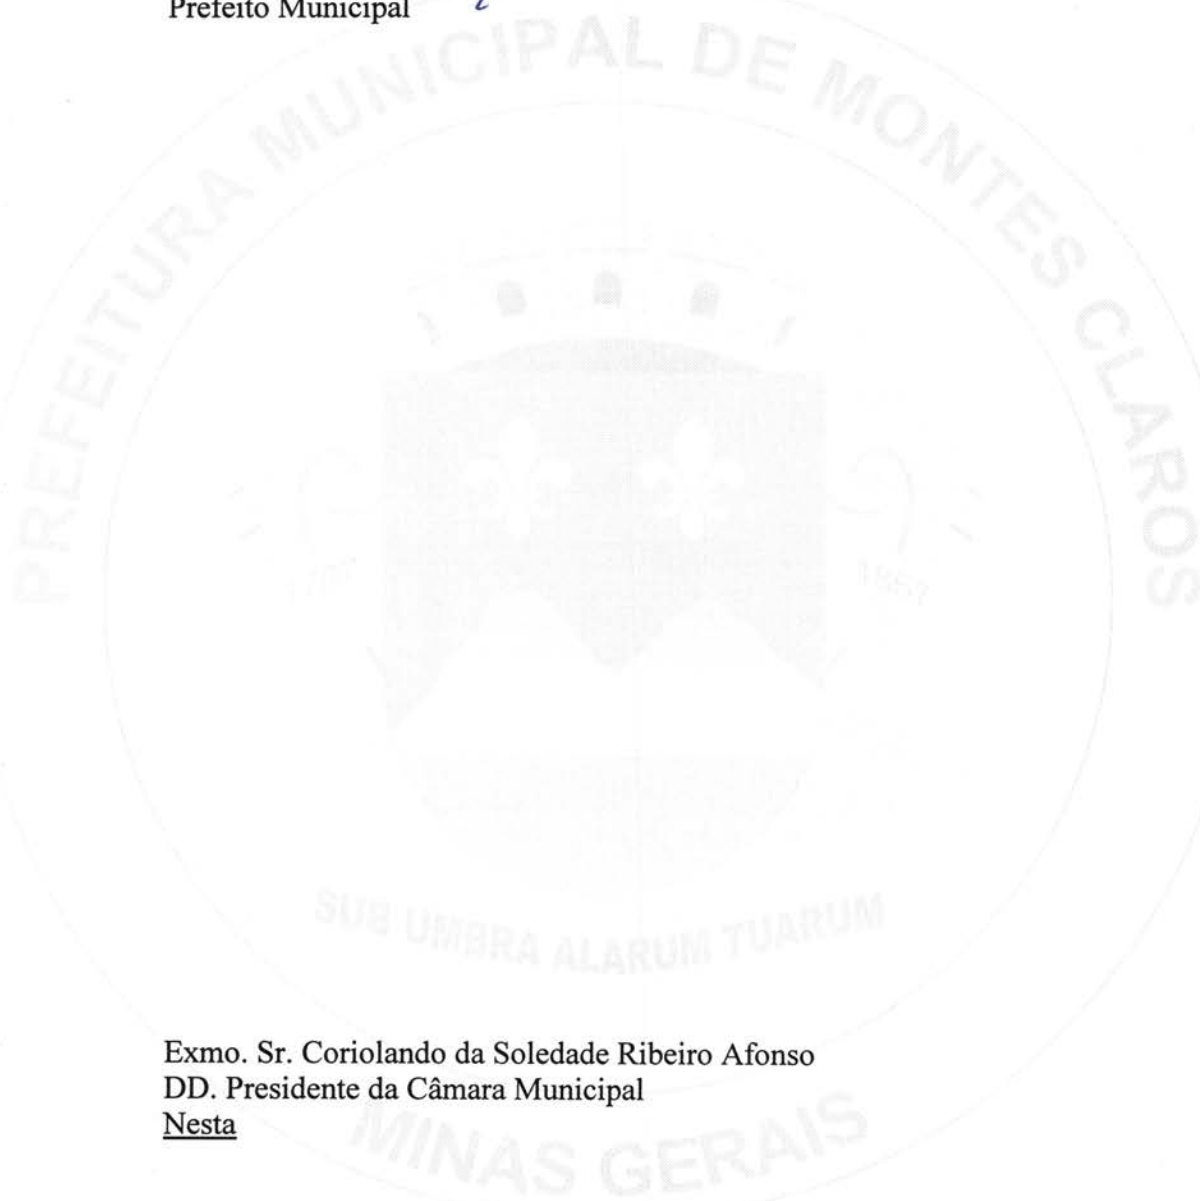 Prefeito Municipal
PREFEITURA MUNICIPAL DE MONTES CLAROS
SUB UMBRA ALARUM TUARUM
Exmo. Sr. Coriolando da Soledade Ribeiro Afonso
DD. Presidente da Câmara Municipal
Nesta
MINAS GERAIS